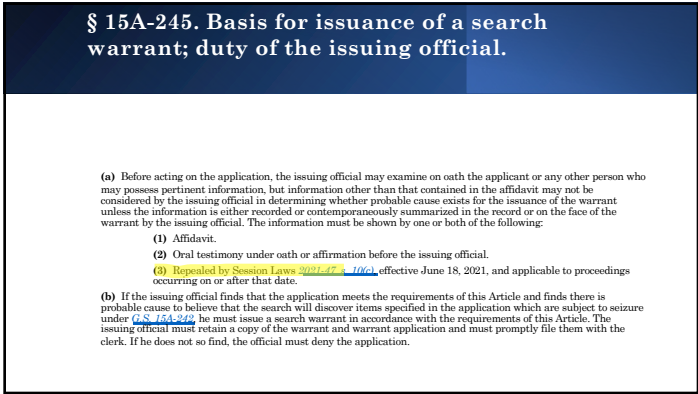 § 15A-245. Basis for issuance of a search
warrant; duty of the issuing official.
(a) Before acting on the application, the issuing official may examine on oath the applicant or any other person who
may possess pertinent information, but information other than that contained in the affidavit may not be
considered by the issuing official in determining whether probable cause exists for the issuance of the warrant
unless the information is either recorded or contemporaneously summarized in the record or on the face of the
warrant by the issuing official. The information must be shown by one or both of the following:
(1) Affidavit.
(2) Oral testimony under oath or affirmation before the issuing official.
(3) Repealed by Session Laws 2021-47, s. 10(c), effective June 18, 2021, and applicable to proceedings
occurring on or after that date.
(b) If the issuing official finds that the application meets the requirements of this Article and finds there is
probable cause to believe that the search will discover items specified in the application which are subject to seizure
under G.S. 15A-242, he must issue a search warrant in accordance with the requirements of this Article. The
issuing official must retain a copy of the warrant and warrant application and must promptly file them with the
clerk. If he does not so find, the official must deny the application.